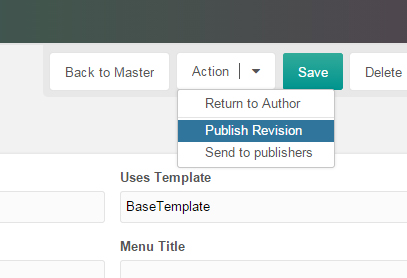 Back to Master Action Save Delete
Return to Author
Publish Revision
Send to publishers
Uses Template
BaseTemplate
Menu Title